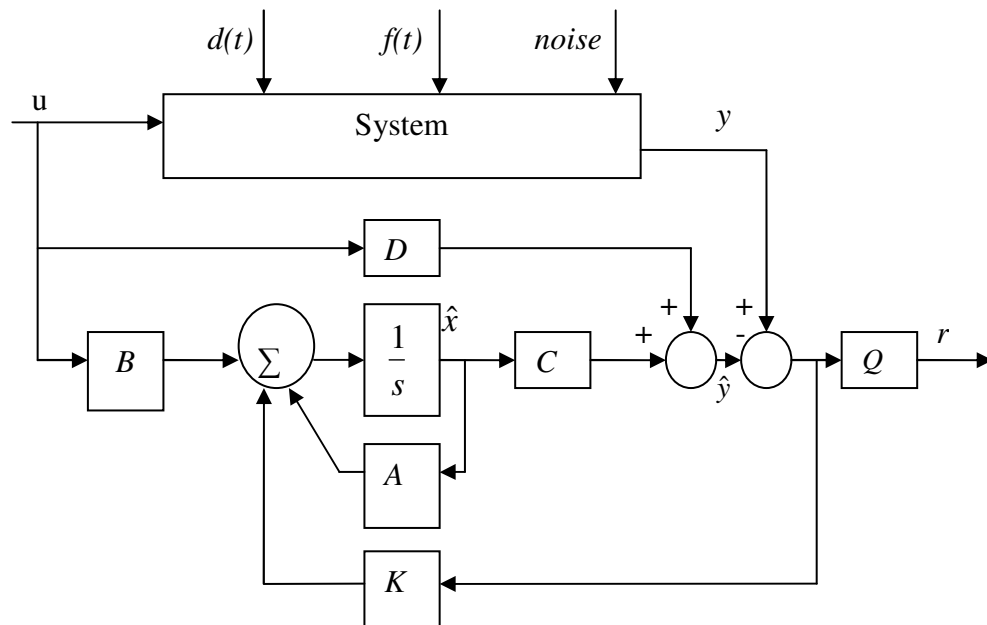 d(t) f(t) noise
u
System
y
D
+ +
B
∑
1
s
x̂
+
C
-
ŷ
Q
r
A
K